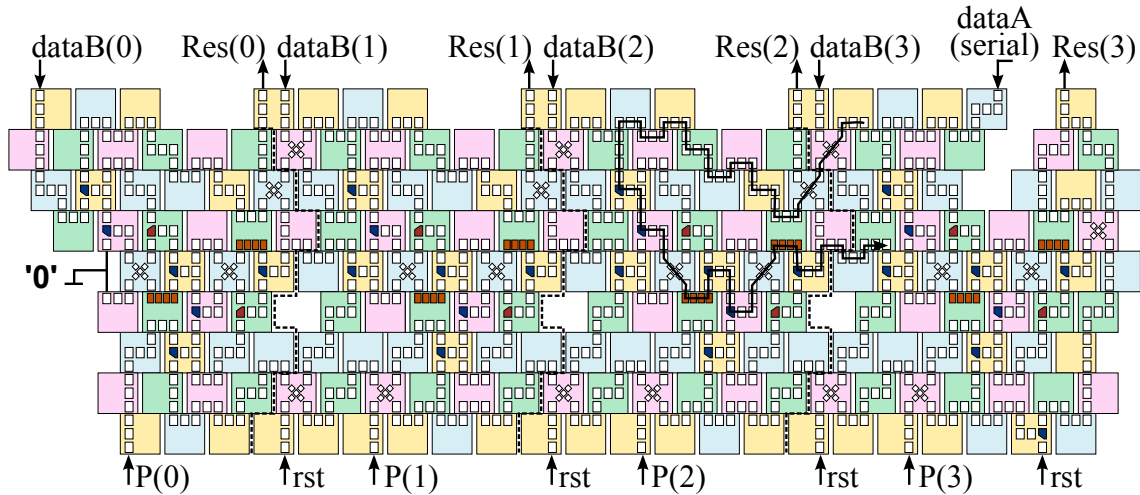 dataA
dataB(0) Res(0) dataB(1) Res(1) dataB(2) Res(2) dataB(3) (serial) Res(3)
'0'
P(0) rst P(1) rst P(2) rst P(3) rst